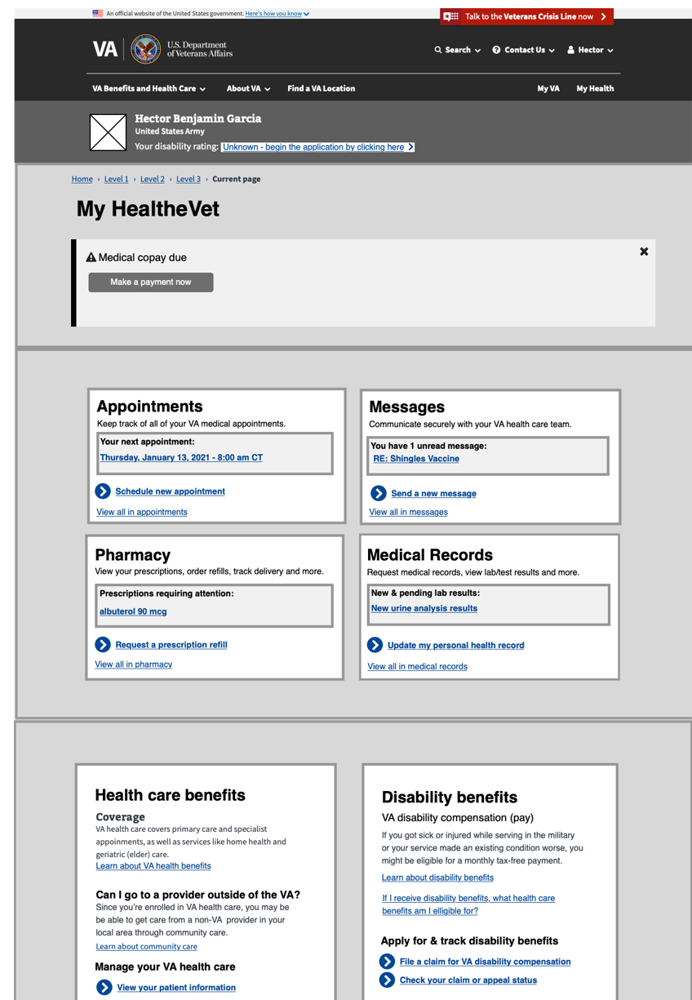 An official website of the United States government. Here's how you know
Talk to the Veterans Crisis Line now
VA
U.S. Department
of Veterans Affairs
Search
Contact Us
Hector
VA Benefits and Health Care
About VA
Find a VA Location
My VA
My Health
Hector Benjamin Garcia
United States Army
Your disability rating: Unknown - begin the application by clicking here
Home › Level 1 › Level 2 › Level 3 › Current page
My HealtheVet
Medical copay due
Make a payment now
Appointments
Keep track of all of your VA medical appointments.
Your next appointment:
Thursday, January 13, 2021 - 8:00 am CT
Schedule new appointment
View all in appointments
Messages
Communicate securely with your VA health care team.
You have 1 unread message:
RE: Shingles Vaccine
Send a new message
View all in messages
Pharmacy
View your prescriptions, order refills, track delivery and more.
Prescriptions requiring attention:
albuterol 90 mcg
Request a prescription refill
View all in pharmacy
Medical Records
Request medical records, view lab/test results and more.
New & pending lab results:
New urine analysis results
Update my personal health record
View all in medical records
Health care benefits
Coverage
VA health care covers primary care and specialist
appointments, as well as services like home health and
geriatric (elder) care.
Learn about VA health benefits
Can I go to a provider outside of the VA?
Since you're enrolled in VA health care, you may be
be able to get care from a non-VA provider in your
local area through community care.
Learn about community care
Manage your VA health care
View your patient information
Disability benefits
VA disability compensation (pay)
If you got sick or injured while serving in the military
or your service made an existing condition worse, you
might be eligible for a monthly tax-free payment.
Learn about disability benefits
If I receive disability benefits, what health care
benefits am I elligible for?
Apply for & track disability benefits
File a claim for VA disability compensation
Check your claim or appeal status